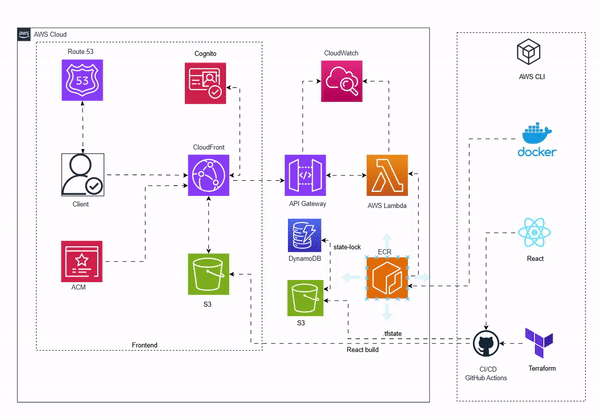 aws
AWS Cloud
Route 53
53
Cognito
CloudWatch
AWS CLI
docker
CloudFront
Client
API Gateway
AWS Lambda
DynamoDB
state-lock
ECR
React
ACM
S3
S3
.tfstate
Frontend
React build
CI/CD
GitHub Actions
Terraform